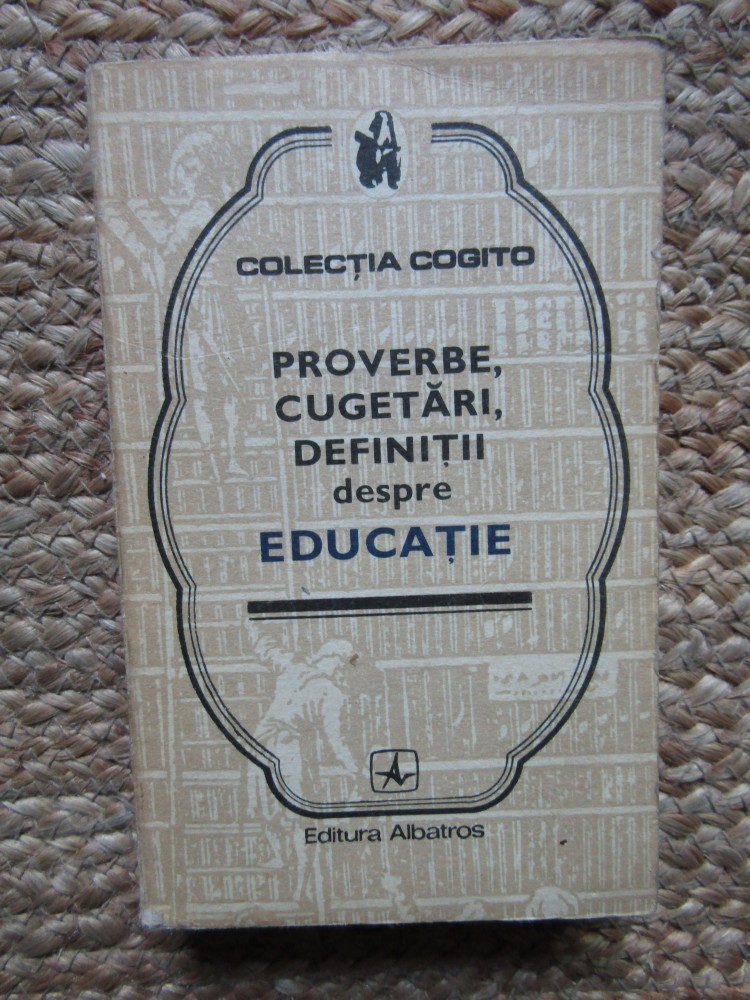 COLECȚIA COGITO
PROVERBE,
CUGETĂRI,
DEFINIȚII
despre
EDUCAȚIE
Editura Albatros